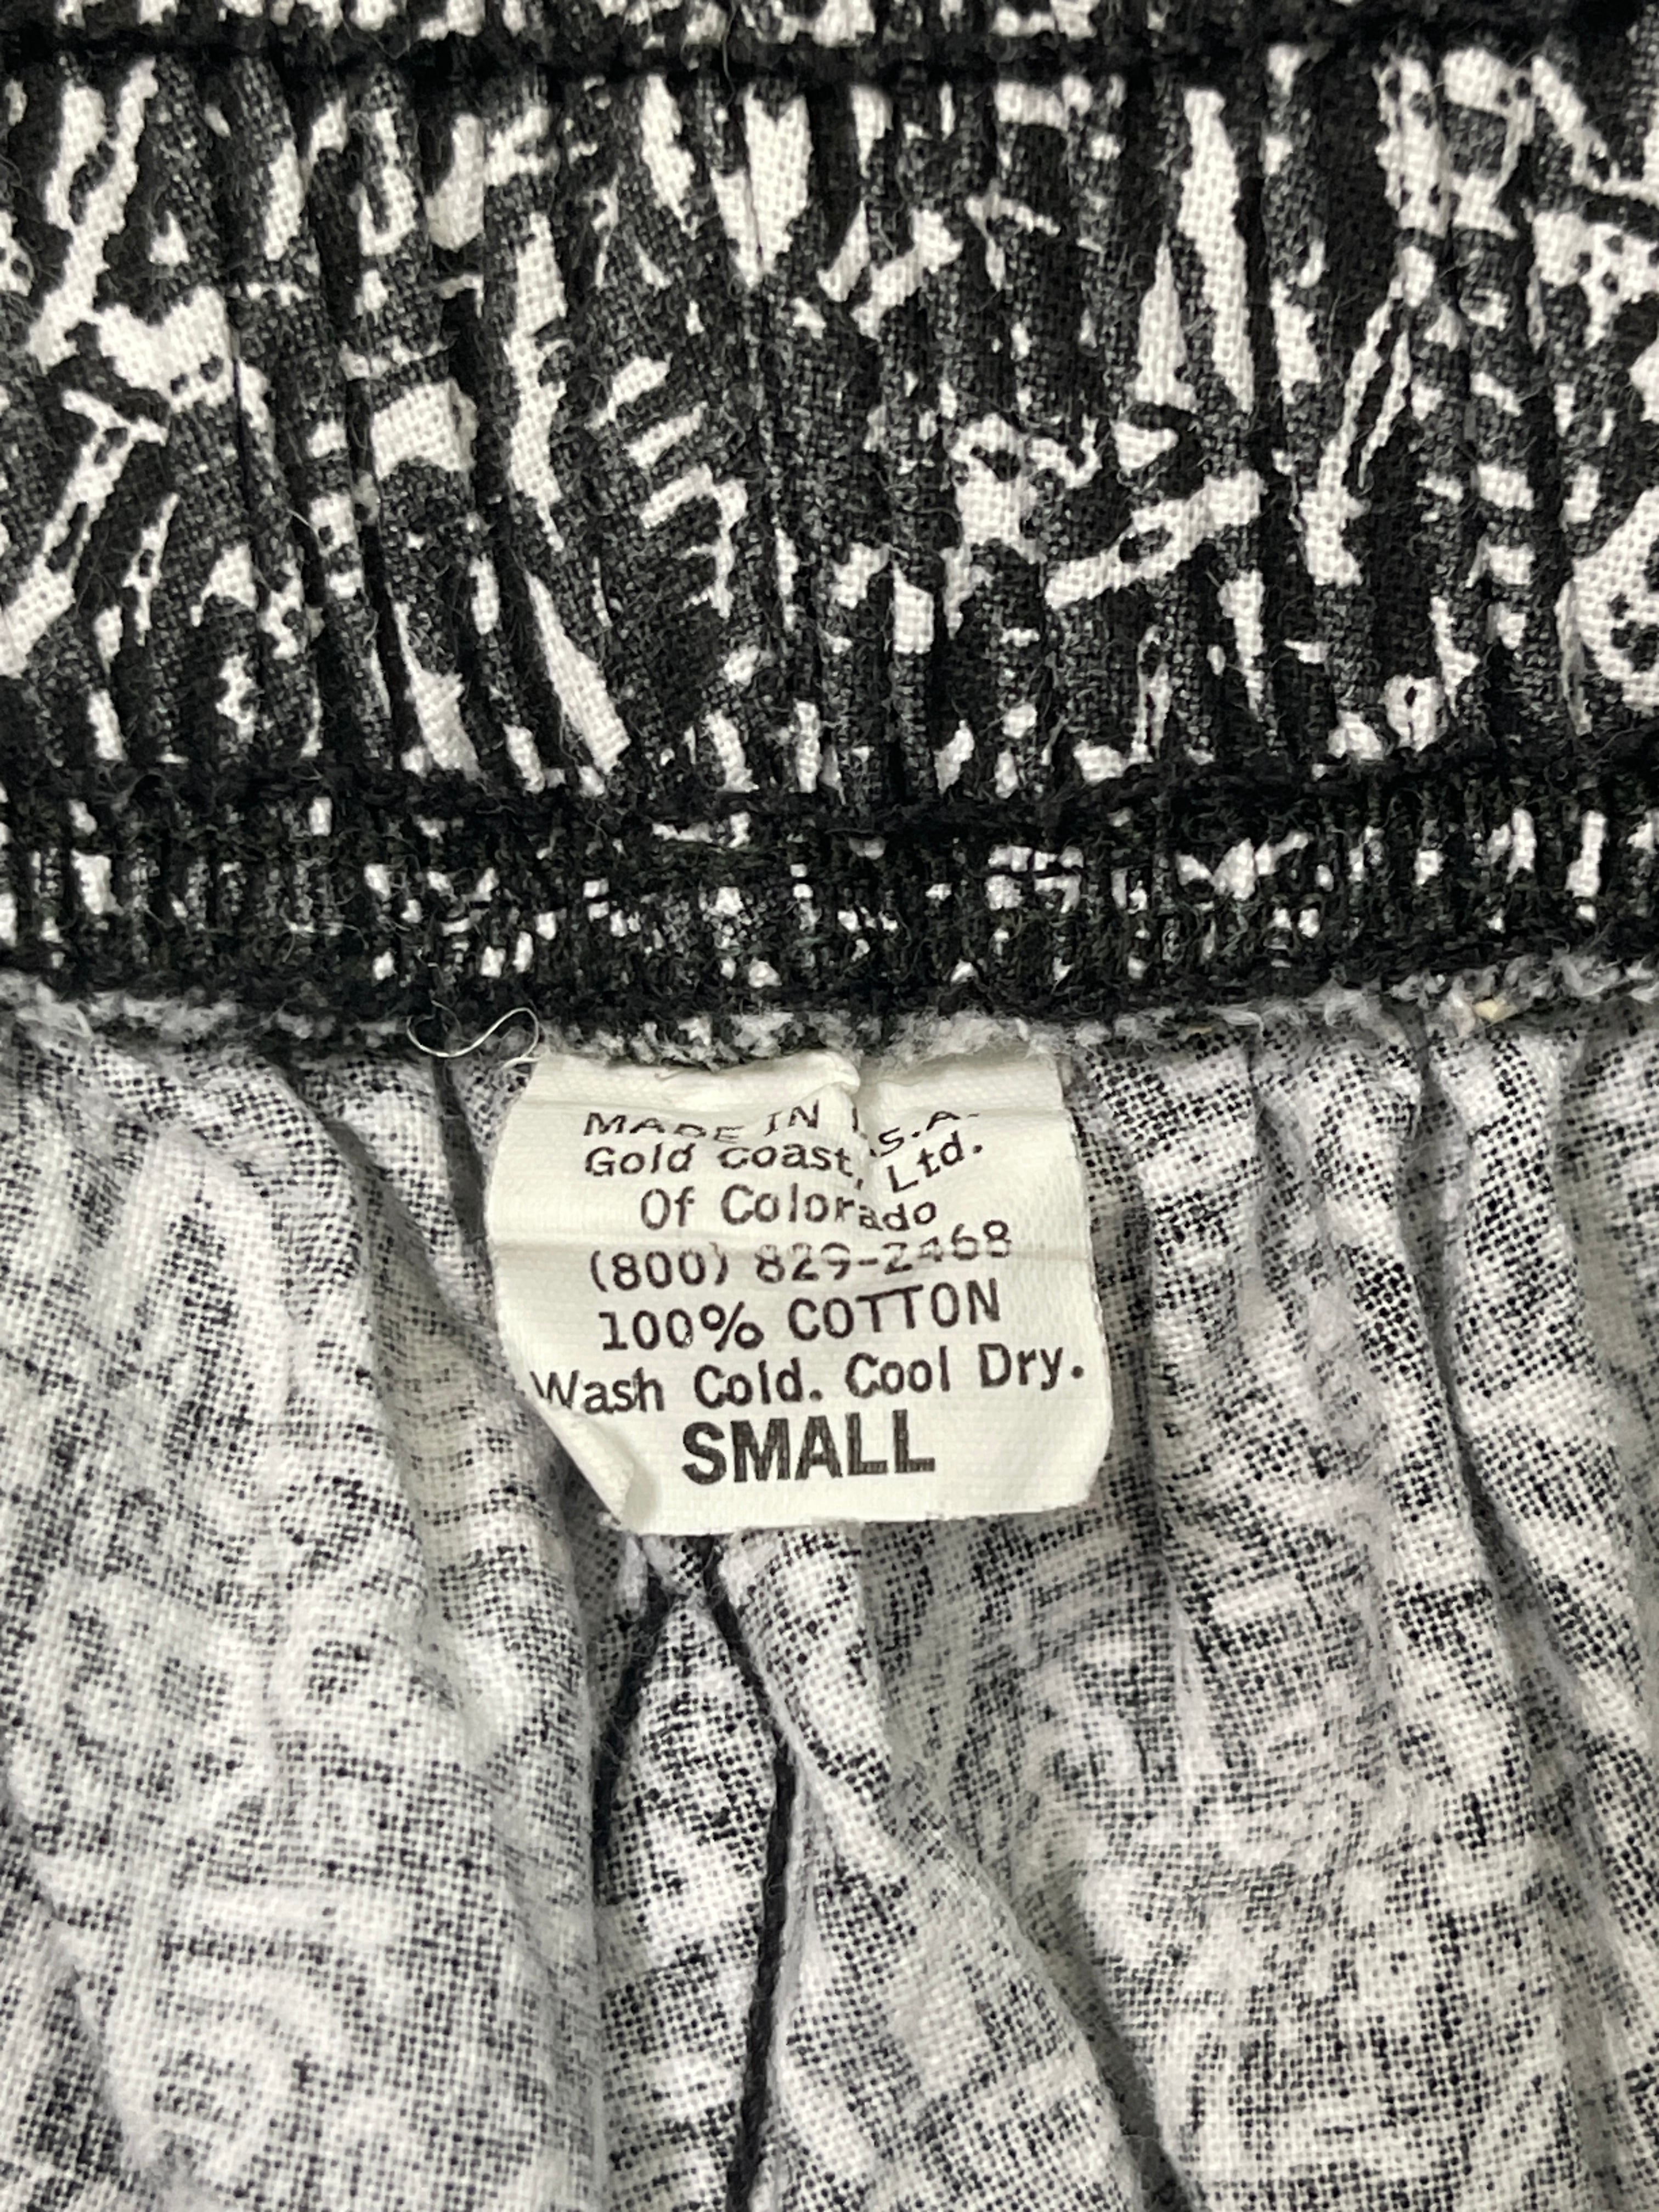 MADE IN U.S.A.
Gold Coast, Ltd.
Of Colorado
(800) 829-2468
100% COTTON
Wash Cold. Cool Dry.
SMALL